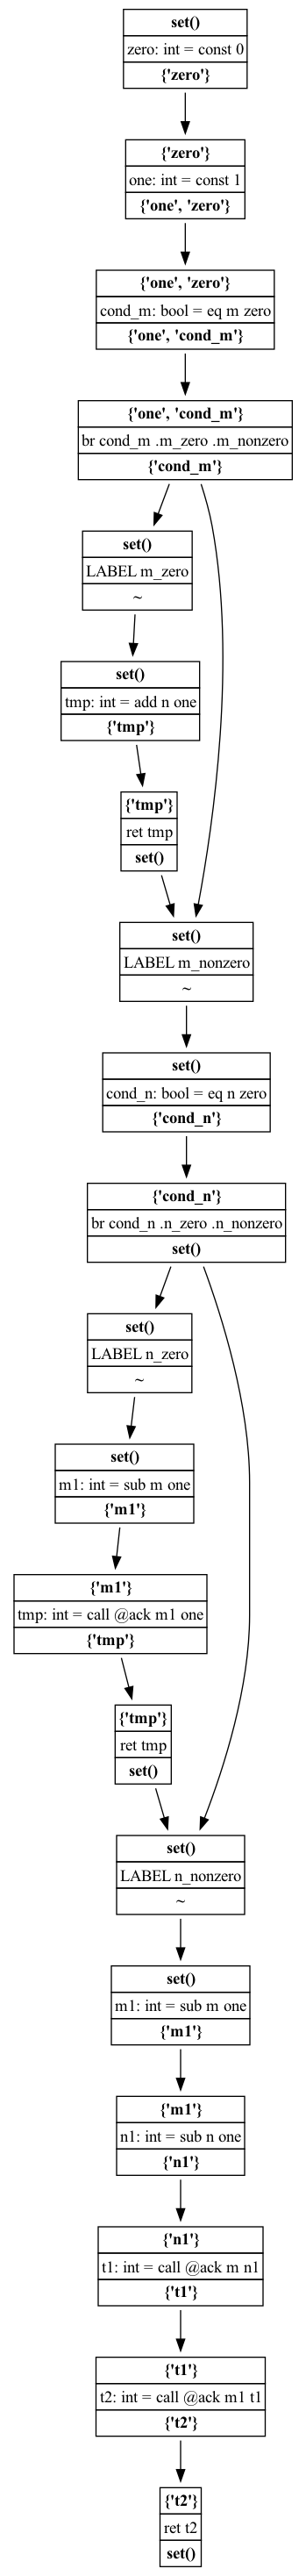 set()
zero: int = const 0
{'zero'}
{'zero'}
one: int = const 1
{'one', 'zero'}
{'one', 'zero'}
cond_m: bool = eq m zero
{'one', 'cond_m'}
{'one', 'cond_m'}
br cond_m .m_zero .m_nonzero
{'cond_m'}
set()
LABEL m_zero
~
set()
tmp: int = add n one
{'tmp'}
{'tmp'}
ret tmp
set()
set()
LABEL m_nonzero
~
set()
cond_n: bool = eq n zero
{'cond_n'}
{'cond_n'}
br cond_n .n_zero .n_nonzero
set()
set()
LABEL n_zero
~
set()
m1: int = sub m one
{'m1'}
{'m1'}
tmp: int = call @ack m1 one
{'tmp'}
{'tmp'}
ret tmp
set()
set()
LABEL n_nonzero
~
set()
m1: int = sub m one
{'m1'}
{'m1'}
n1: int = sub n one
{'n1'}
{'n1'}
t1: int = call @ack m n1
{'t1'}
{'t1'}
t2: int = call @ack m1 t1
{'t2'}
{'t2'}
ret t2
set()